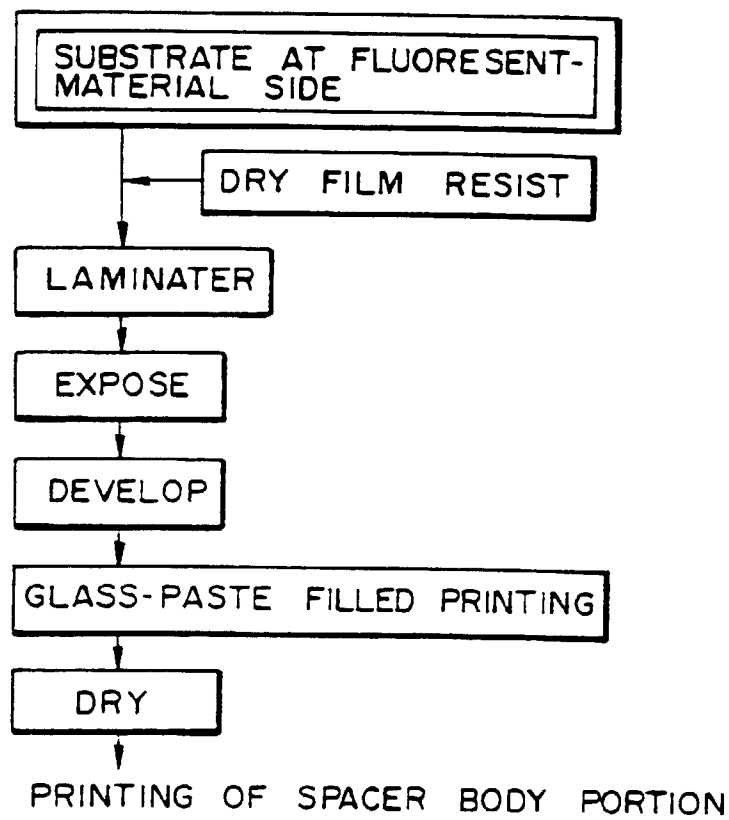 SUBSTRATE AT FLUORESENT-
MATERIAL SIDE
DRY FILM RESIST
LAMINATER
EXPOSE
DEVELOP
GLASS-PASTE FILLED PRINTING
DRY
PRINTING OF SPACER BODY PORTION